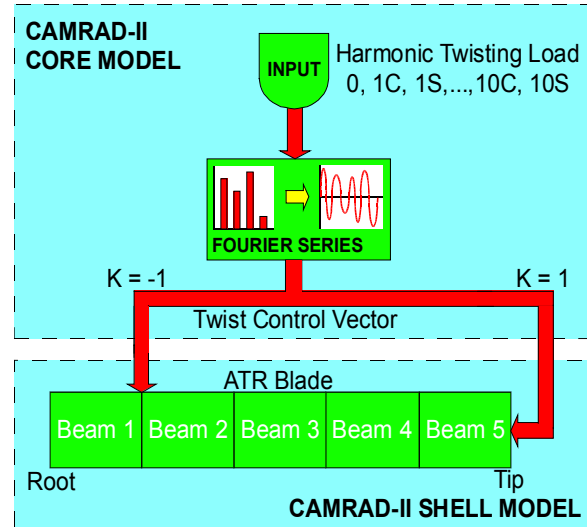 CAMRAD-II
CORE MODEL
INPUT
Harmonic Twisting Load
0, 1C, 1S,...,10C, 10S
FOURIER SERIES
K = -1
K = 1
Twist Control Vector
ATR Blade
Beam 1 Beam 2 Beam 3 Beam 4 Beam 5
Root
Tip
CAMRAD-II SHELL MODEL